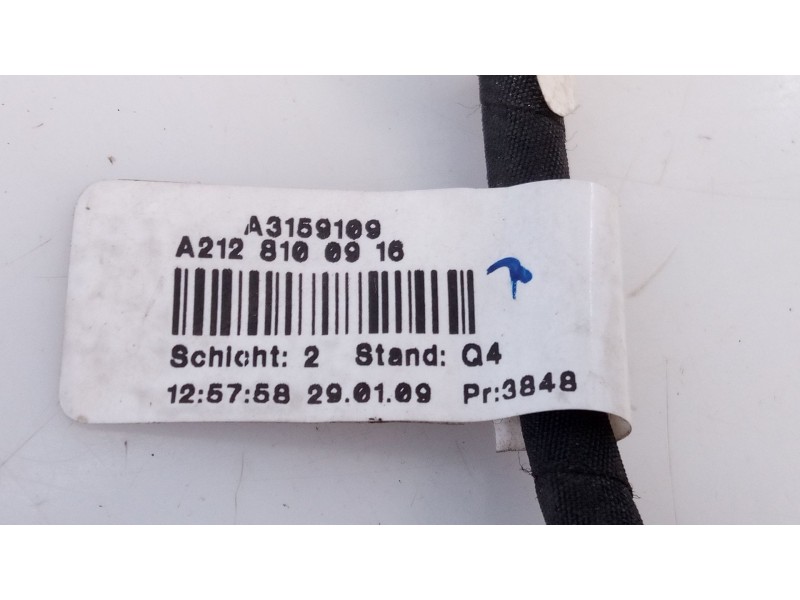 A3159109
A212 810 09 16
Schicht: 2 Stand: Q4
12:57:58 29.01.09 Pr:3848